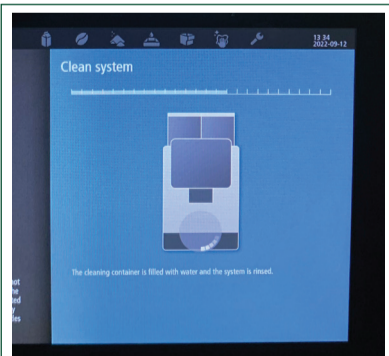 13 34
2022-09-12
Clean system
The cleaning container is filled with water and the system is rinsed.